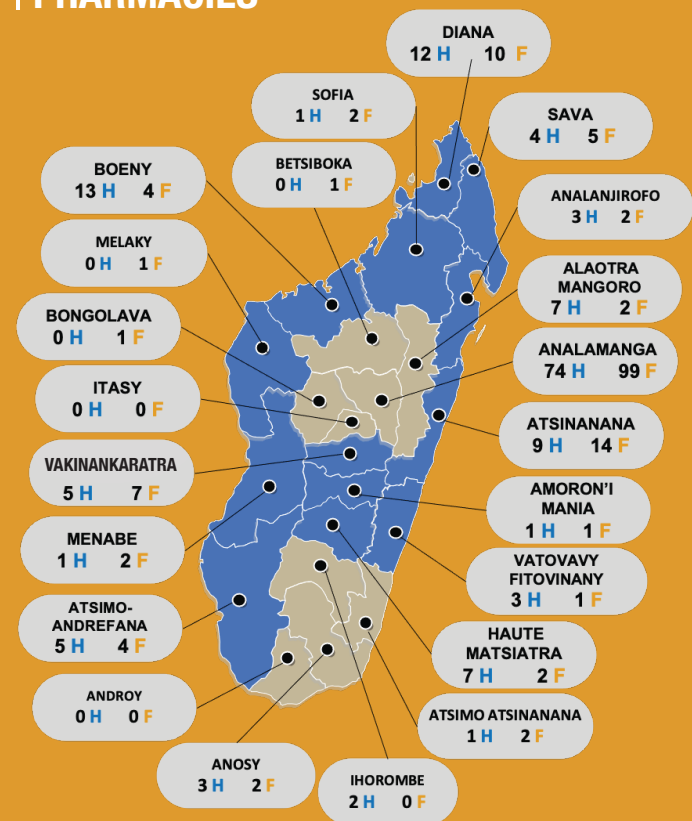 PHARMACIES
DIANA
12 H 10 F
SOFIA
1 H 2 F
SAVA
4 H 5 F
BOENY
13 H 4 F
BETSIBOKA
0 H 1 F
ANALANJIROFO
3 H 2 F
MELAKY
0 H 1 F
ALAOTRA
MANGORO
7 H 2 F
BONGOLAVA
0 H 1 F
ANALAMANGA
74 H 99 F
ITASY
0 H 0 F
ATSINANANA
9 H 14 F
VAKINANKARATRA
5 H 7 F
AMORON'I
MANIA
1 H 1 F
MENABE
1 H 2 F
VATOVAVY
FITOVINANY
3 H 1 F
ATSIMO-
ANDREFANA
5 H 4 F
HAUTE
MATSIATRA
7 H 2 F
ANDROY
0 H 0 F
ATSIMO ATSINANANA
1 H 2 F
ANOSY
3 H 2 F
IHOROMBE
2 H 0 F